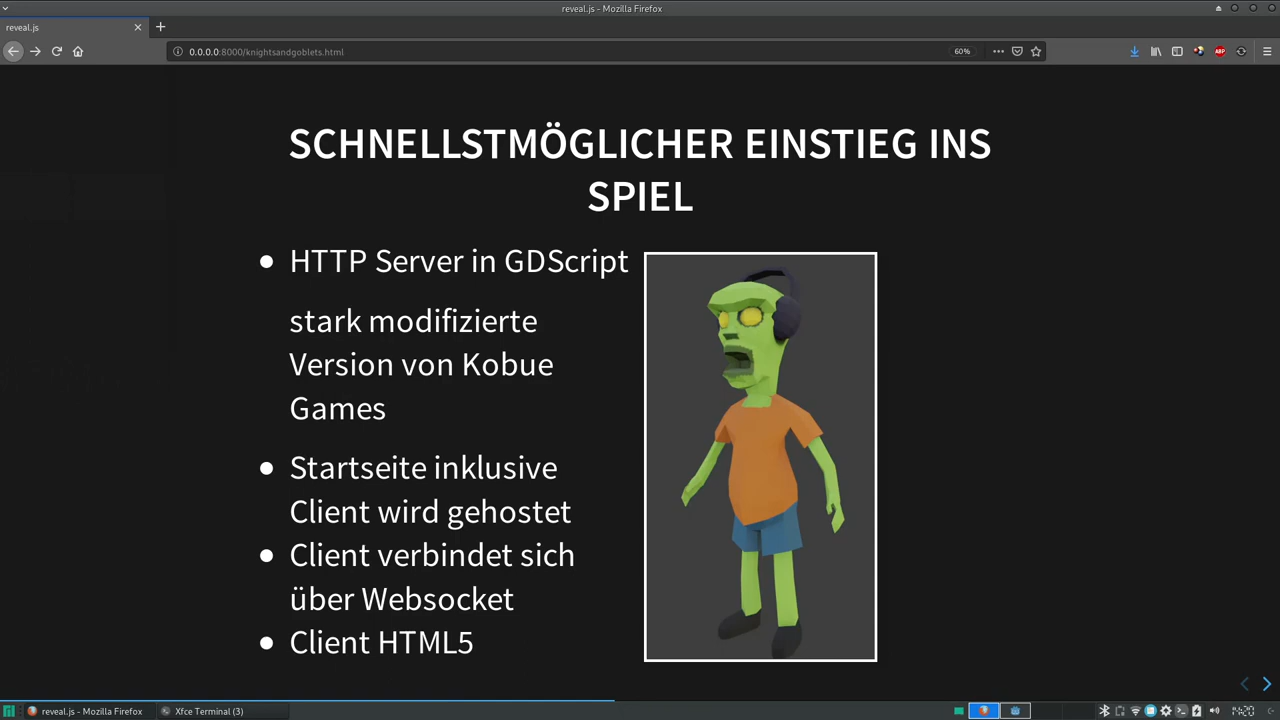 reveal.js - Mozilla Firefox
reveal.js
0.0.0.0:8000/knightsandgoblets.html
60%
ABP
SCHNELLSTMÖGLICHER EINSTIEG INS
SPIEL
HTTP Server in GDScript
stark modifizierte
Version von Kobue
Games
Startseite inklusive
Client wird gehostet
Client verbindet sich
über Websocket
Client HTML5
reveal.js - Mozilla Firefox
Xfce Terminal (3)